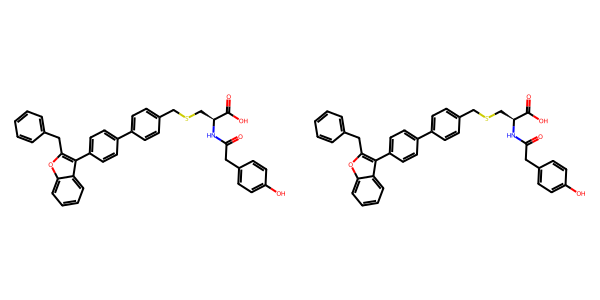 O O
OH OH
S S
HN O HN O
O O
OH OH